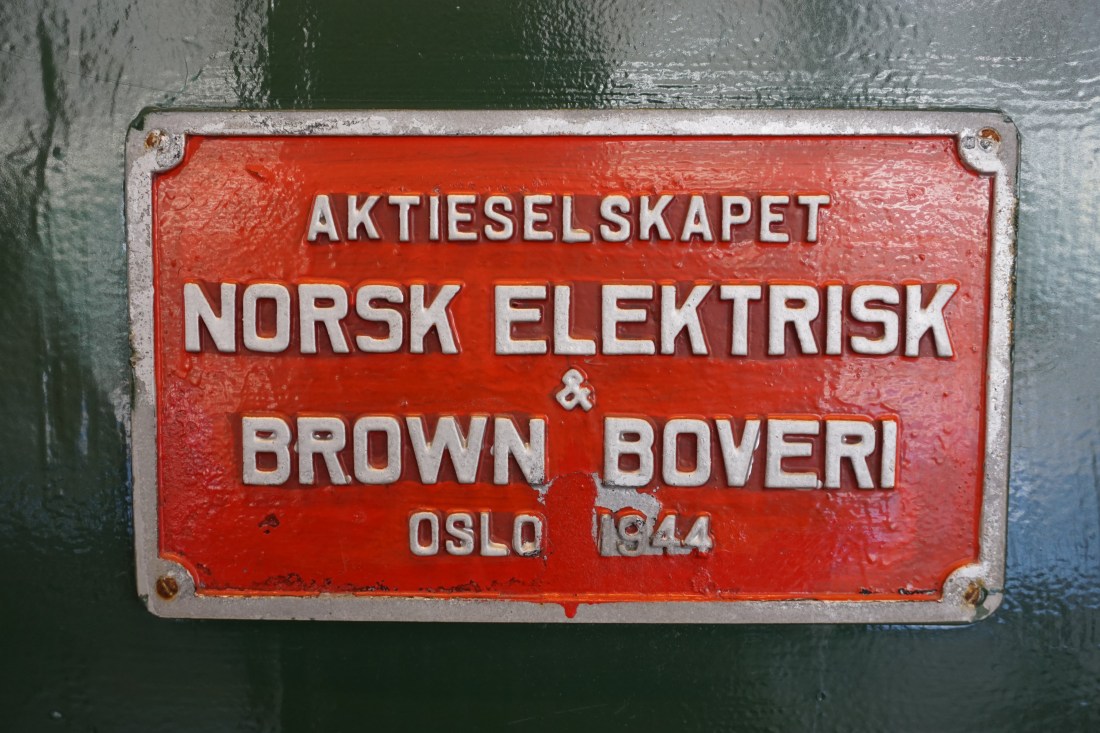 AKTIESELSKAPET
NORSK ELEKTRISK
&
BROWN BOVERI
OSLO 1944